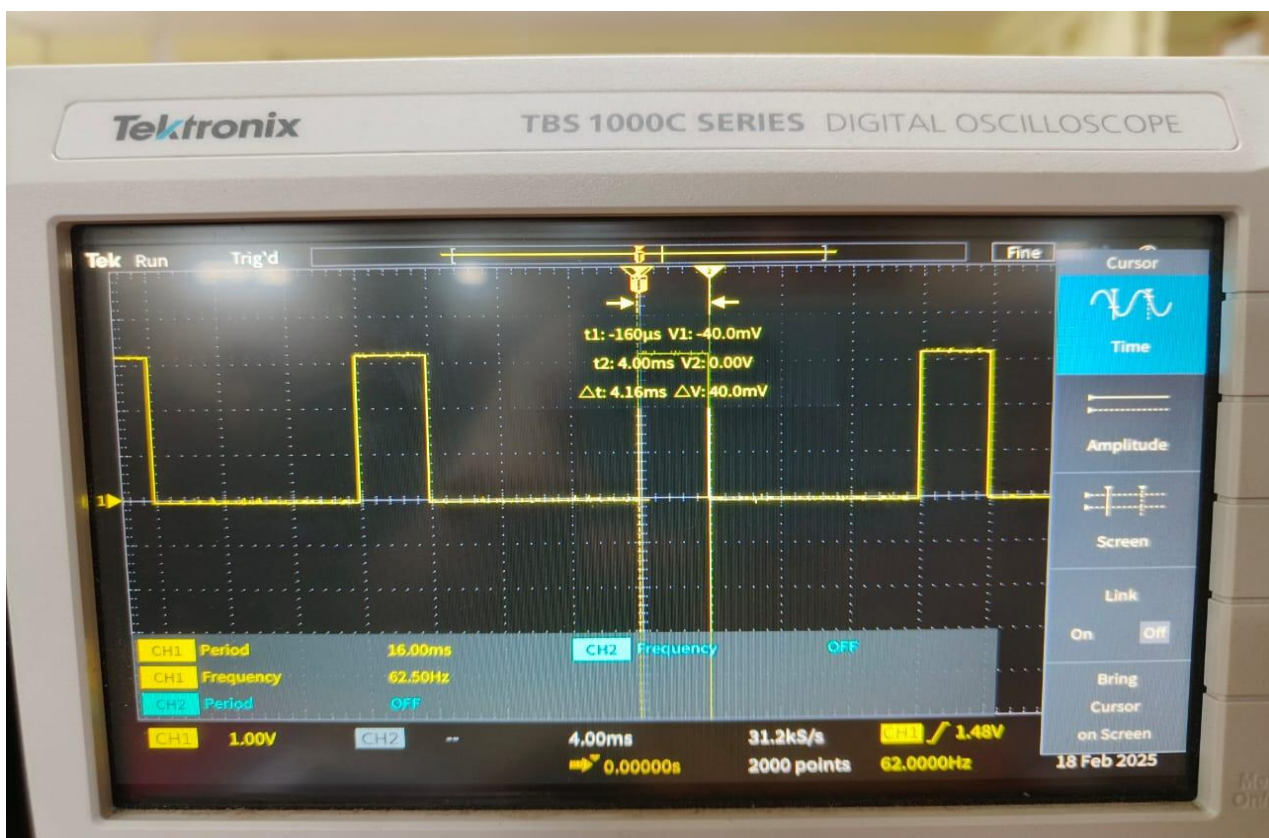 Tektronix TBS 1000C SERIES DIGITAL OSCILLOSCOPE
Tek Run Trig'd Fine
Cursor
Time
t1: -160µs V1: -40.0mV
t2: 4.00ms V2: 0.00V
△t: 4.16ms △V: 40.0mV
Amplitude
1
Screen
Link
On Off
CH1 Period 16.00ms CH2 Frequency OFF
CH1 Frequency 62.50Hz
CH2 Period OFF
Bring
Cursor
on Screen
CH1 1.00V CH2 -- 4.00ms 31.2kS/s CH1 1.48V
0.00000s 2000 points 62.0000Hz 18 Feb 2025